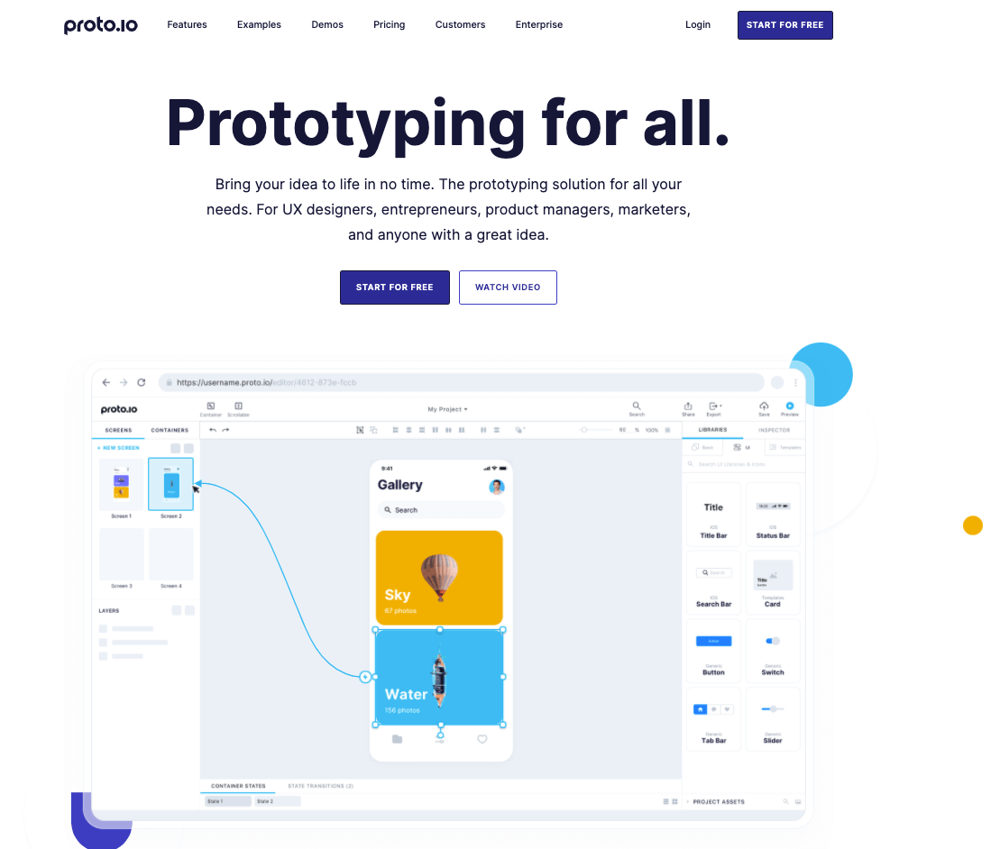 proto.io
Features
Examples
Demos
Pricing
Customers
Enterprise
Login
START FOR FREE
Prototyping for all.
Bring your idea to life in no time. The prototyping solution for all your
needs. For UX designers, entrepreneurs, product managers, marketers,
and anyone with a great idea.
START FOR FREE
WATCH VIDEO
https://username.proto.io/editor/4612-873e-fccb
proto.io
Container
Scrollable
My Project
Search
Share
Export
Save
Preview
SCREENS
CONTAINERS
60 % 100%
LIBRARIES
INSPECTOR
+ NEW SCREEN
Basic
UI
Templates
Search UI Libraries & Icons
Screen 1
Screen 2
Screen 3
Screen 4
LAYERS
9:41
Gallery
Search
Sky
87 photos
Water
156 photos
Title
iOS
Title Bar
iOS
Status Bar
Search
iOS
Search Bar
Title
Templates
Card
Button
Generic
Button
Generic
Switch
Generic
Tab Bar
Generic
Slider
CONTAINER STATES
STATE TRANSITIONS (2)
State 1
State 2
PROJECT ASSETS